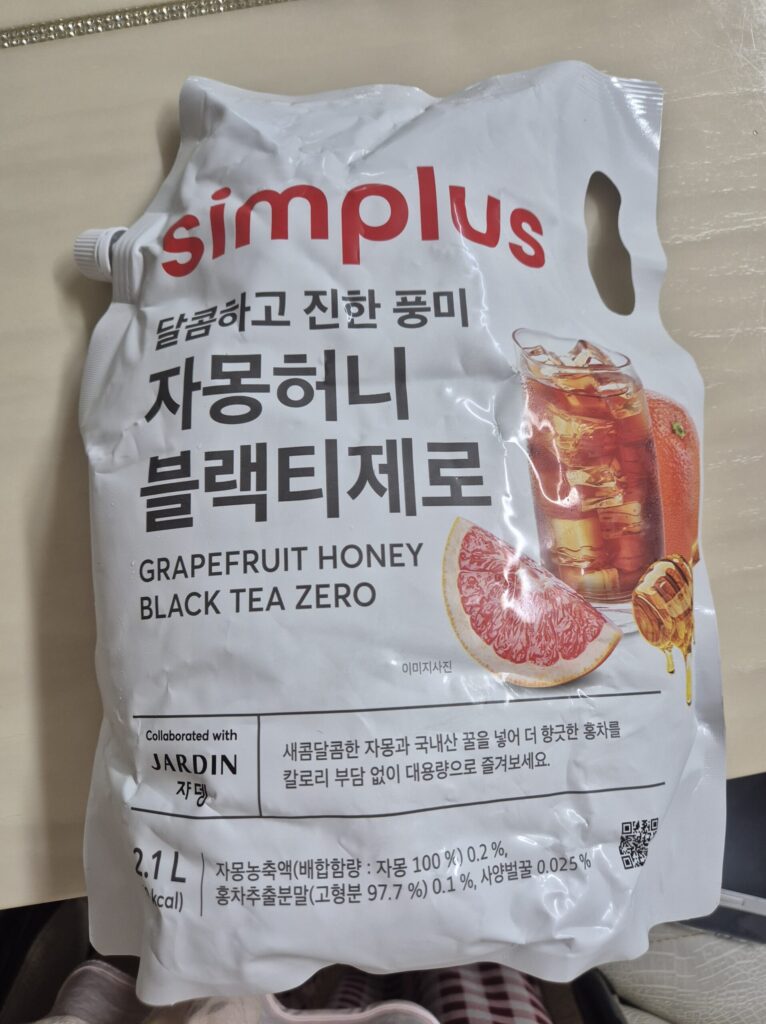 simplus
달콤하고 진한 풍미
자몽허니
블랙티제로
GRAPEFRUIT HONEY
BLACK TEA ZERO
이미지사진
Collaborated with
JARDIN
쟈뎅
새콤달콤한 자몽과 국내산 꿀을 넣어 더 향긋한 홍차를
칼로리 부담 없이 대용량으로 즐겨보세요.
2.1 L
kcal)
자몽농축액(배합함량 : 자몽 100 %) 0.2 %,
홍차추출분말(고형분 97.7 %) 0.1 %, 사양벌꿀 0.025 %